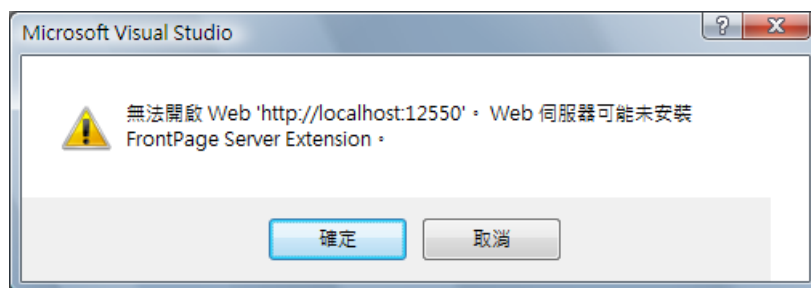 Microsoft Visual Studio
無法開啟 Web 'http://localhost:12550'。 Web 伺服器可能未安裝
FrontPage Server Extension。
確定
取消